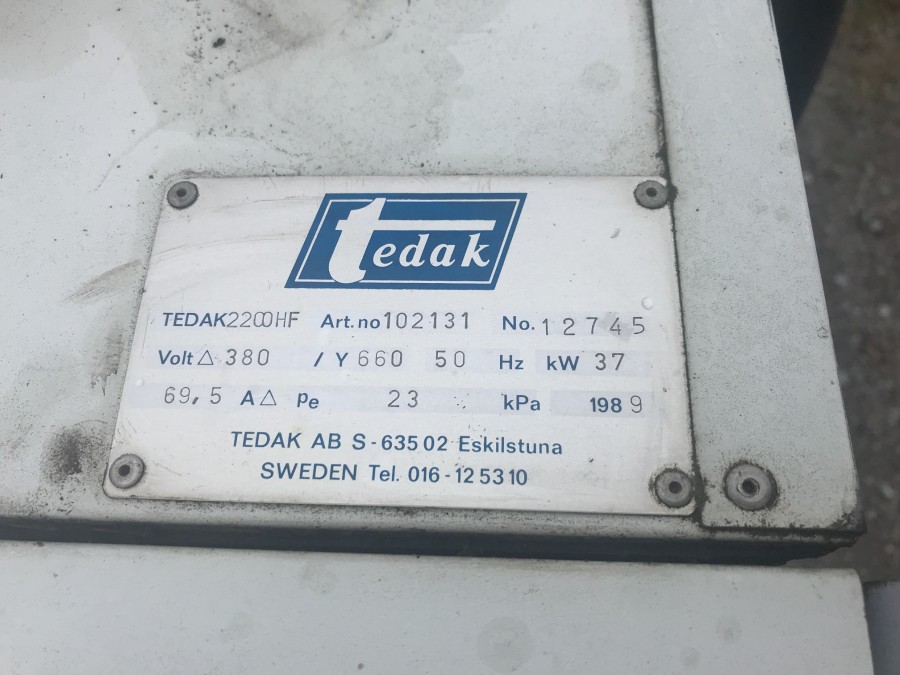 tedak
TEDAK2200HF Art.no102131 No. 12745
Volt △ 380 / Y 660 50 Hz kW 37
69,5 A△ pe 23 kPa 1989
TEDAK AB S-635 02 Eskilstuna
SWEDEN Tel. 016-12 53 10